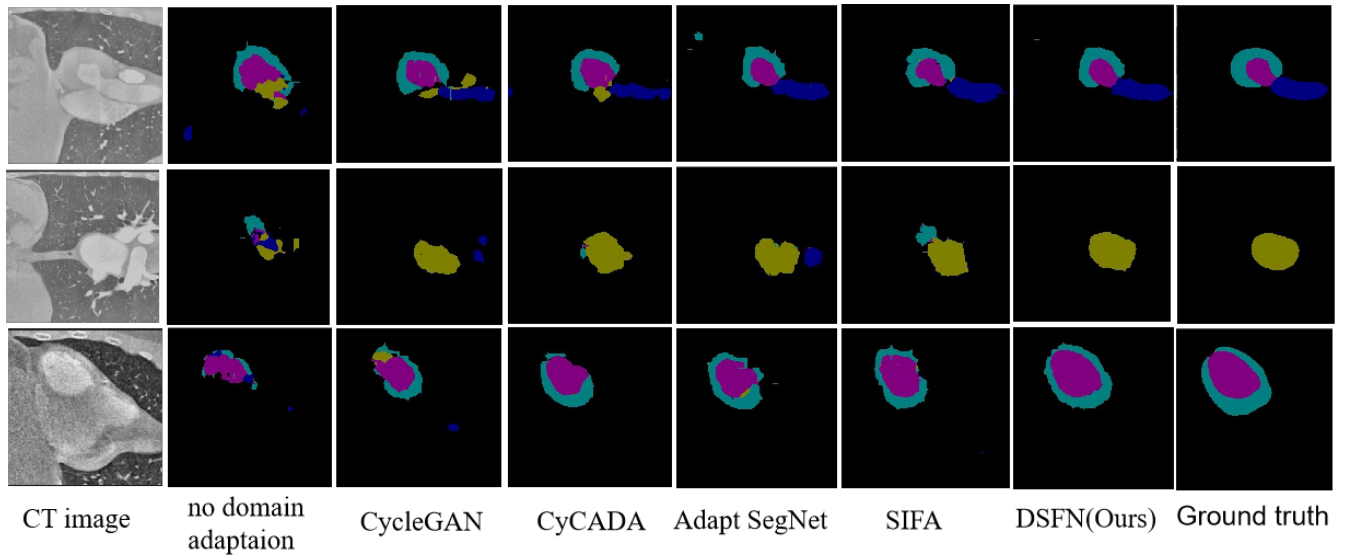 CT image
no domain
adaptaion
CycleGAN
CyCADA
Adapt SegNet
SIFA
DSFN(Ours)
Ground truth